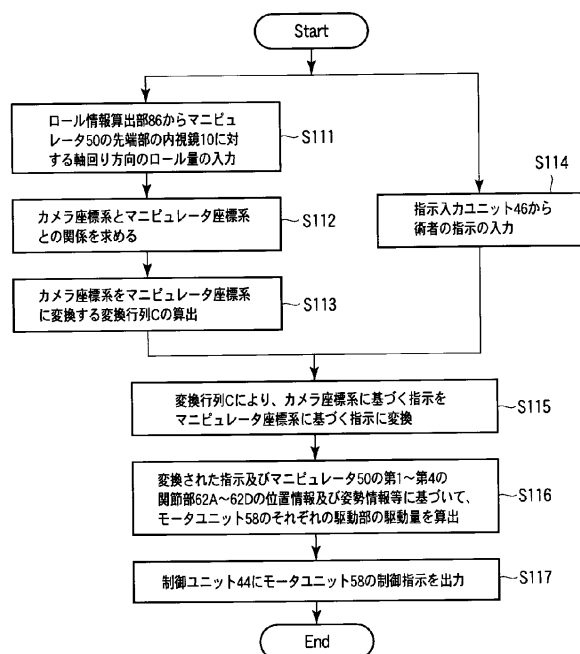 Start
ロール情報算出部86からマニピュ
レータ50の先端部の内視鏡10に対
する軸回り方向のロール量の入力
S111
カメラ座標系とマニピュレータ座標系
との関係を求める
S112
カメラ座標系をマニピュレータ座標系
に変換する変換行列Cの算出
S113
S114
指示入力ユニット46から
術者の指示の入力
変換行列Cにより、カメラ座標系に基づく指示を
マニピュレータ座標系に基づく指示に変換
S115
変換された指示及びマニピュレータ50の第1~第4の
関節部62A~62Dの位置情報及び姿勢情報等に基づいて、
モータユニット58のそれぞれの駆動部の駆動量を算出
S116
制御ユニット44にモータユニット58の制御指示を出力
S117
End